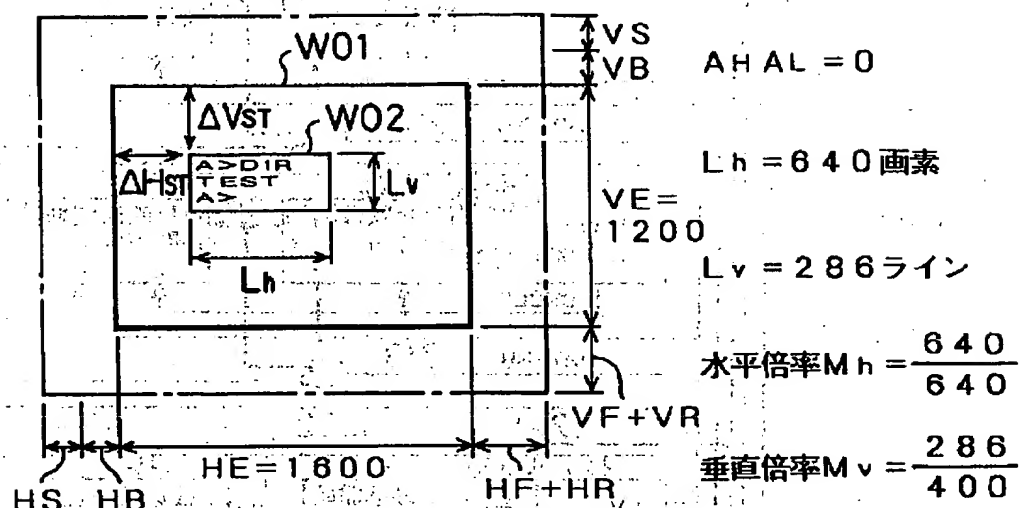 VS
W01
VB
AHAL=0
ΔVST
W02
A>DIR
TEST
A>
ΔHST
Lv
Lh=640画素
VE=
1200
Lh
Lv=286ライン
水平倍率Mh=640/640
VF+VR
HE=1600
HF+HR
垂直倍率Mv=286/400
HS
HB